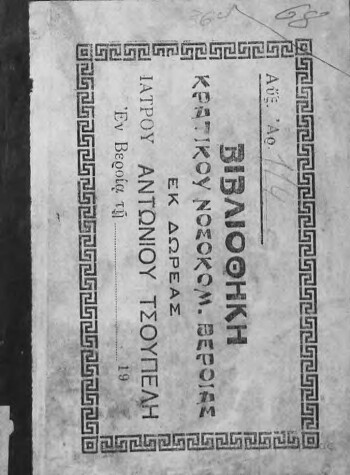 Αὔξ. Ἀρ.
ΒΙΒΛΙΟΘΗΚΗ
ΚΡΑΤΙΚΟΥ ΝΟΣΟΚΟΜ. ΒΕΡΟΙΑΣ
ΕΚ ΔΩΡΕΑΣ
ΙΑΤΡΟΥ ΑΝΤΩΝΙΟΥ ΤΣΟΥΠΕΛΗ
Ἐν Βεροίᾳ τῇ 19